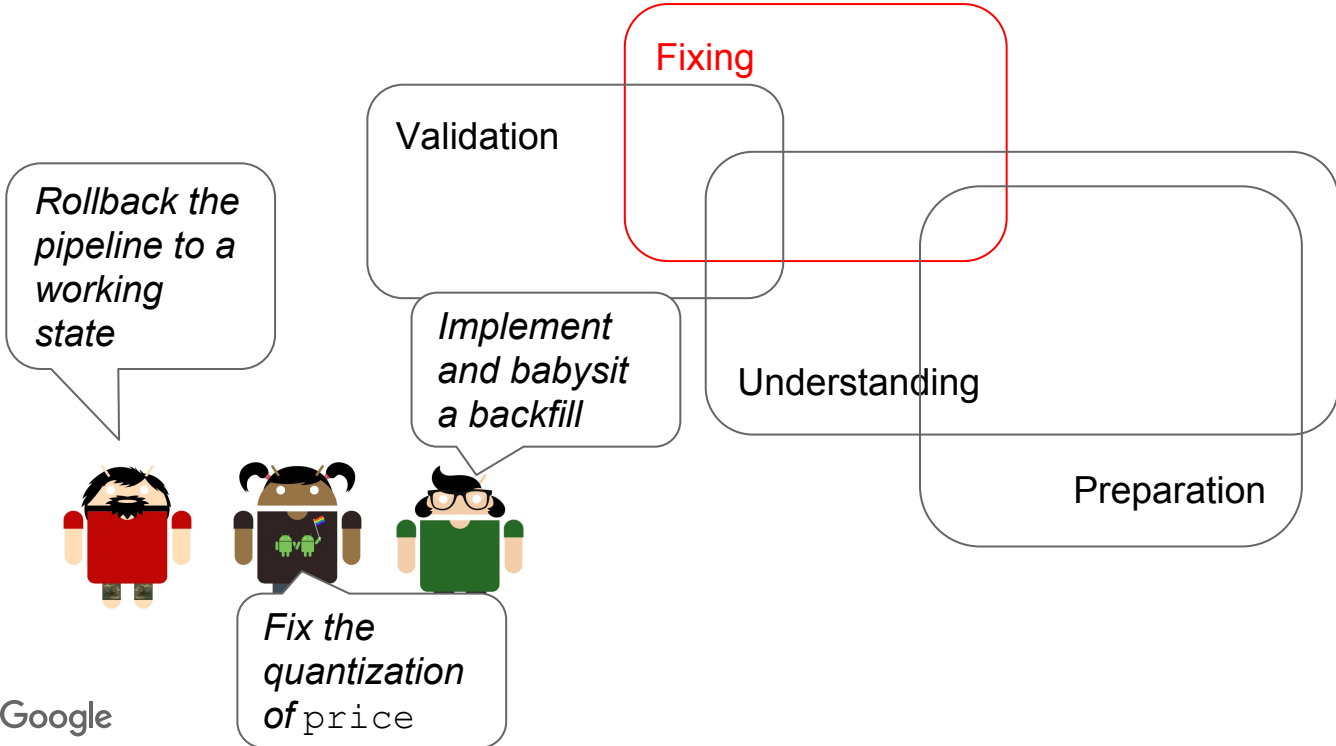 Fixing
Validation
Rollback the
pipeline to a
working
state
Implement
and babysit
a backfill
Understanding
Preparation
Fix the
quantization
of price
Google